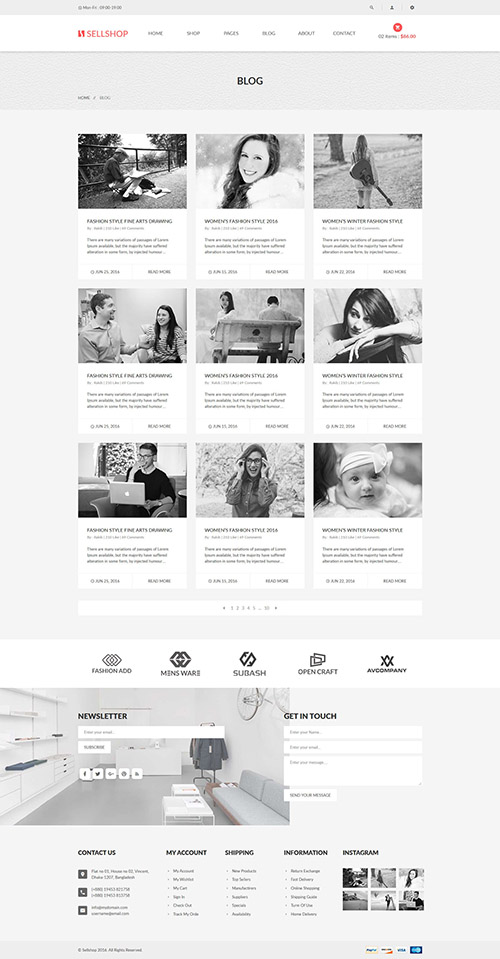 Mon-Fri : 09:00-19:00
SELLSHOP HOME SHOP PAGES BLOG ABOUT CONTACT
02 Items : $86.00
BLOG
HOME // BLOG
FASHION STYLE FINE ARTS DRAWING WOMEN'S FASHION STYLE 2016 WOMEN'S WINTER FASHION STYLE
By : Rakib | 210 Like | 69 Comments By : Rakib | 210 Like | 69 Comments By : Rakib | 210 Like | 69 Comments
There are many variations of passages of Lorem There are many variations of passages of Lorem There are many variations of passages of Lorem
Ipsum available, but the majority have suffered Ipsum available, but the majority have suffered Ipsum available, but the majority have suffered
alteration in some form, by injected humour ... alteration in some form, by injected humour ... alteration in some form, by injected humour ...
JUN 25, 2016 READ MORE JUN 15, 2016 READ MORE JUN 22, 2016 READ MORE
FASHION STYLE FINE ARTS DRAWING WOMEN'S FASHION STYLE 2016 WOMEN'S WINTER FASHION STYLE
By : Rakib | 210 Like | 69 Comments By : Rakib | 210 Like | 69 Comments By : Rakib | 210 Like | 69 Comments
There are many variations of passages of Lorem There are many variations of passages of Lorem There are many variations of passages of Lorem
Ipsum available, but the majority have suffered Ipsum available, but the majority have suffered Ipsum available, but the majority have suffered
alteration in some form, by injected humour ... alteration in some form, by injected humour ... alteration in some form, by injected humour ...
JUN 25, 2016 READ MORE JUN 15, 2016 READ MORE JUN 22, 2016 READ MORE
FASHION STYLE FINE ARTS DRAWING WOMEN'S FASHION STYLE 2016 WOMEN'S WINTER FASHION STYLE
By : Rakib | 210 Like | 69 Comments By : Rakib | 210 Like | 69 Comments By : Rakib | 210 Like | 69 Comments
There are many variations of passages of Lorem There are many variations of passages of Lorem There are many variations of passages of Lorem
Ipsum available, but the majority have suffered Ipsum available, but the majority have suffered Ipsum available, but the majority have suffered
alteration in some form, by injected humour ... alteration in some form, by injected humour ... alteration in some form, by injected humour ...
JUN 25, 2016 READ MORE JUN 15, 2016 READ MORE JUN 22, 2016 READ MORE
1 2 3 4 5 ... 10
FASHION ADD MENS WARE SUBASH OPEN CRAFT AVCOMPANY
NEWSLETTER GET IN TOUCH
Enter your email... Enter your Name...
SUBSCRIBE Enter your email...
Enter your message ...
SEND YOUR MESSAGE
CONTACT US MY ACCOUNT SHIPPING INFORMATION INSTAGRAM
Flat no 01, House no 02, Vincent, My Account New Products Return Exchange
Dhaka 1207, Bangladesh My Wishlist Top Sellers Fast Delivery
My Cart Manufacturers Online Shopping
(+880) 19453 821758 Sign In Suppliers Shipping Guide
(+880) 19453 821758 Check Out Specials Term Of Use
info@multomaxs.com Track My Orde Availability Home Delivery
username@email.com
© Sellshop 2016. All Rights Reserved. PayPal VISA